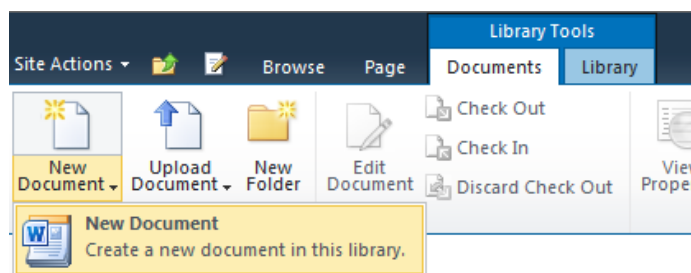 Library Tools
Site Actions Browse Page Documents Library
Check Out
Check In
Discard Check Out
New
Document
Upload
Document
New
Folder
Edit
Document
New Document
Create a new document in this library.
W